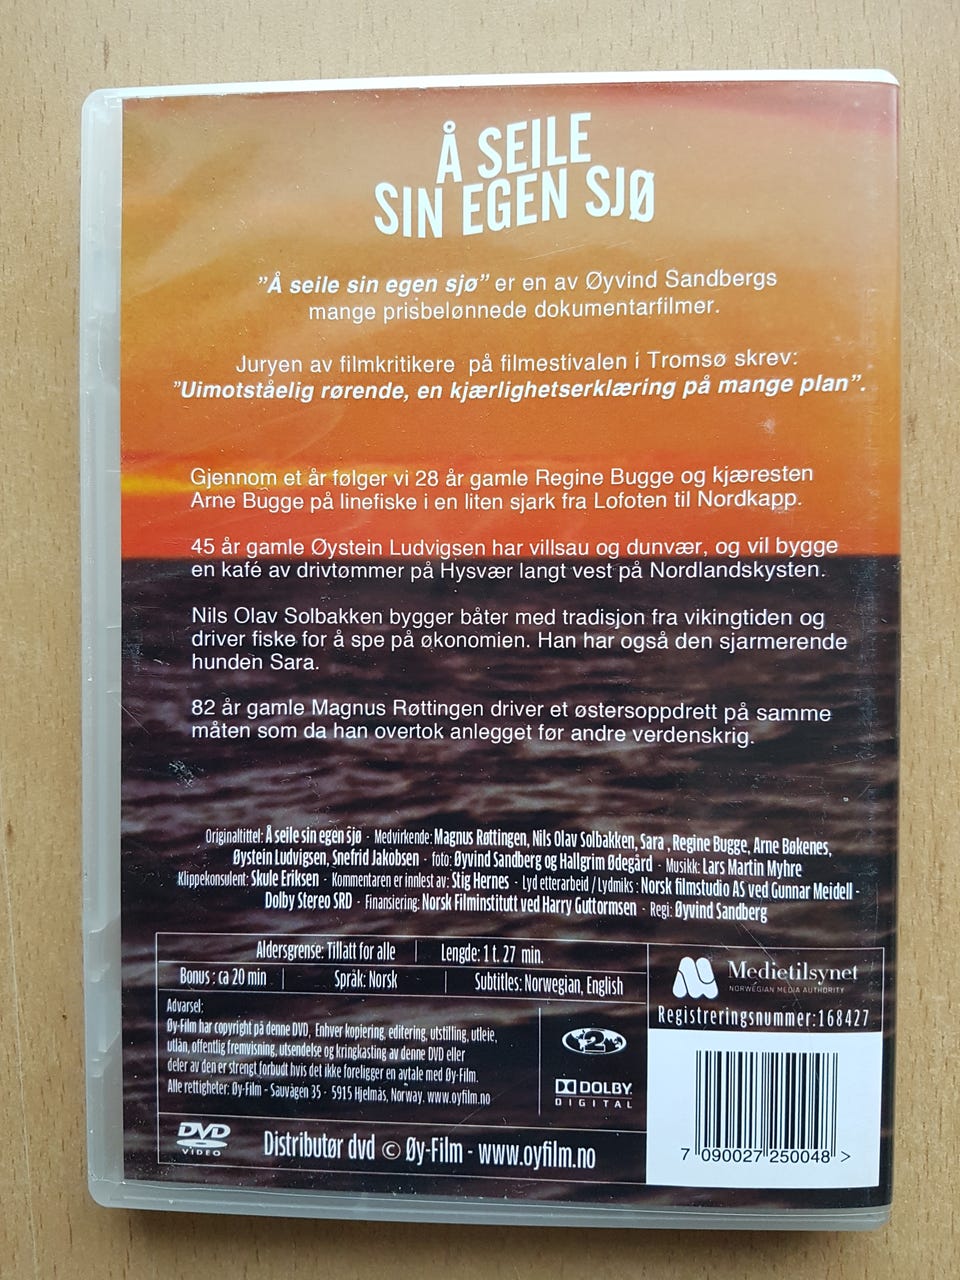 Å SEILE
SIN EGEN SJØ
"Å seile sin egen sjø" er en av Øyvind Sandbergs
mange prisbelønnede dokumentarfilmer.
Juryen av filmkritikere på filmestivalen i Tromsø skrev:
"Uimotståelig rørende, en kjærlighetserklæring på mange plan".
Gjennom et år følger vi 28 år gamle Regine Bugge og kjæresten
Arne Bugge på linefiske i en liten sjark fra Lofoten til Nordkapp.
45 år gamle Øystein Ludvigsen har villsau og dunvær, og vil bygge
en kafé av drivtømmer på Hysvær langt vest på Nordlandskysten.
Nils Olav Solbakken bygger båter med tradisjon fra vikingtiden og
driver fiske for å spe på økonomien. Han har også den sjarmerende
hunden Sara.
82 år gamle Magnus Røttingen driver et østersoppdrett på samme
måten som da han overtok anlegget før andre verdenskrig.
Originaltittel: Å seile sin egen sjø - Medvirkende: Magnus Røttingen, Nils Olav Solbakken, Sara , Regine Bugge, Arne Bøkenes,
Øystein Ludvigsen, Snefrid Jakobsen - foto: Øyvind Sandberg og Hallgrim Ødegård - Musikk: Lars Martin Myhre
Klippekonsulent: Skule Eriksen - Kommentaren er innlest av: Stig Hernes - Lyd etterarbeid / Lydmiks : Norsk filmstudio AS ved Gunnar Meidell -
Dolby Stereo SRD - Finansiering: Norsk Filminstitutt ved Harry Guttormsen - Regi: Øyvind Sandberg
Aldersgrense: Tillatt for alle | Lengde: 1 t. 27 min.
Bonus : ca 20 min | Språk: Norsk | Subtitles: Norwegian, English
Medietilsynet
NORWEGIAN MEDIA AUTHORITY
Registreringsnummer:168427
Advarsel:
Øy-Film har copyright på denne DVD, Enhver kopiering, editering, utstilling, utleie,
utlån, offentlig fremvisning, utsendelse og kringkasting av denne DVD eller
deler av den er strengt forbudt hvis det ikke foreligger en avtale med Øy-Film.
Alle rettigheter: Øy-Film - Sauvågen 35 - 5915 Hjelmås, Norway. www.oyfilm.no
2
DOLBY
DIGITAL
DVD
VIDEO
Distributør dvd © Øy-Film - www.oyfilm.no
7 090027 250048 >